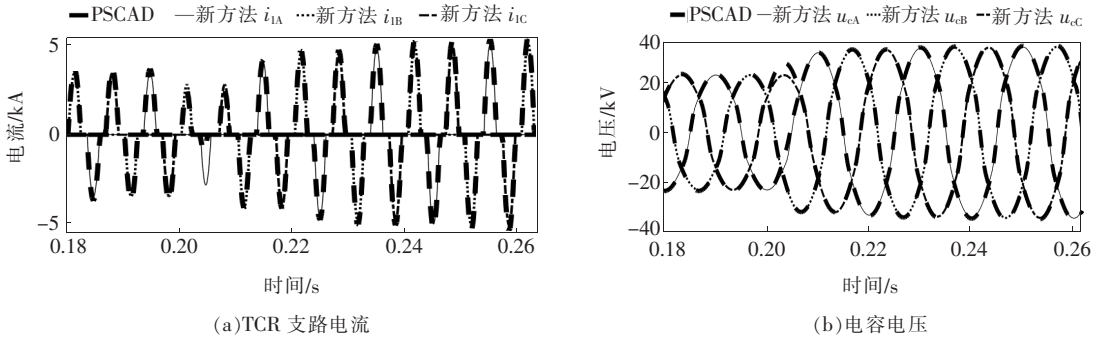 PSCAD 新方法 i1A 新方法 i1B 新方法 i1C
5
0
−5
电流/kA
0.18 0.20 0.22 0.24 0.26
时间/s
(a)TCR 支路电流
PSCAD 新方法 ucA 新方法 ucB 新方法 ucC
40
20
0
−20
−40
电压/kV
0.18 0.20 0.22 0.24 0.26
时间/s
(b)电容电压